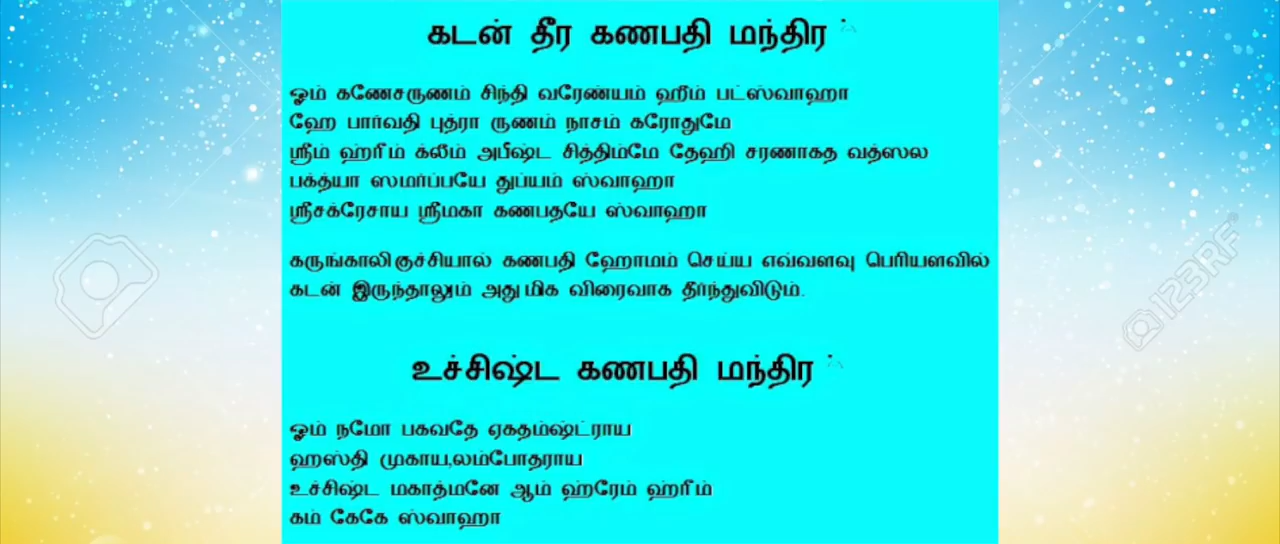 கடன் தீர கணபதி மந்திர
ஓம் கணேசருணம் சிந்தி வரேண்யம் ஹீம் பட்ஸ்வாஹா
ஹே பார்வதி புத்ரா ருணம் நாசம் கரோதுமே
ஸ்ரீம் ஹ்ரீம் க்லீம் அபீஷ்ட சித்திம்மே தேஹி சரணாகத வத்ஸல
பக்த்யா ஸமர்ப்பயே துப்யம் ஸ்வாஹா
ஸ்ரீசக்ரேசாய ஸ்ரீமகா கணபதயே ஸ்வாஹா
கருங்காலிகுச்சியால் கணபதி ஹோமம் செய்ய எவ்வளவு பெரியளவில்
கடன் இருந்தாலும் அது மிக விரைவாக தீர்ந்துவிடும்.
உச்சிஷ்ட கணபதி மந்திர
ஓம் நமோ பகவதே ஏகதம்ஷ்ட்ராய
ஹஸ்தி முகாய,லம்போதராய
உச்சிஷ்ட மகாத்மனே ஆம் ஹ்ரேம் ஹ்ரீம்
கம் கேகே ஸ்வாஹா
123RF